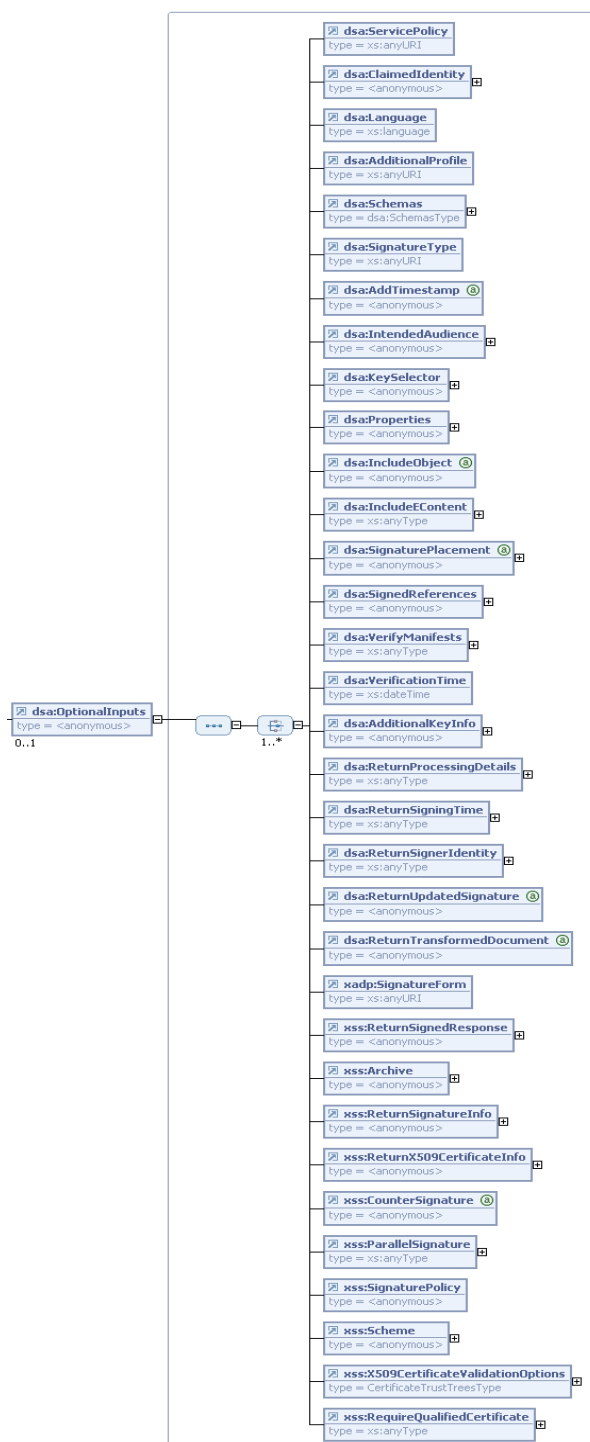 dsa:ServicePolicy
type = xs:anyURI
dsa:ClaimedIdentity
type = <anonymous>
dsa:Language
type = xs:language
dsa:AdditionalProfile
type = xs:anyURI
dsa:Schemas
type = dsa:SchemasType
dsa:SignatureType
type = xs:anyURI
dsa:AddTimestamp a
type = <anonymous>
dsa:IntendedAudience
type = <anonymous>
dsa:KeySelector
type = <anonymous>
dsa:Properties
type = <anonymous>
dsa:IncludeObject a
type = <anonymous>
dsa:IncludeEContent
type = xs:anyType
dsa:SignaturePlacement a
type = <anonymous>
dsa:SignedReferences
type = <anonymous>
dsa:VerifyManifests
type = xs:anyType
dsa:VerificationTime
type = xs:dateTime
dsa:OptionalInputs
type = <anonymous>
0..1
1..*
dsa:AdditionalKeyInfo
type = <anonymous>
dsa:ReturnProcessingDetails
type = xs:anyType
dsa:ReturnSigningTime
type = xs:anyType
dsa:ReturnSignerIdentity
type = xs:anyType
dsa:ReturnUpdatedSignature a
type = <anonymous>
dsa:ReturnTransformedDocument a
type = <anonymous>
xadp:SignatureForm
type = xs:anyURI
xss:ReturnSignedResponse
type = <anonymous>
xss:Archive
type = <anonymous>
xss:ReturnSignatureInfo
type = <anonymous>
xss:ReturnX509CertificateInfo
type = <anonymous>
xss:CounterSignature a
type = <anonymous>
xss:ParallelSignature
type = xs:anyType
xss:SignaturePolicy
type = <anonymous>
xss:Scheme
type = <anonymous>
xss:X509CertificateValidationOptions
type = CertificateTrustTreesType
xss:RequireQualifiedCertificate
type = xs:anyType